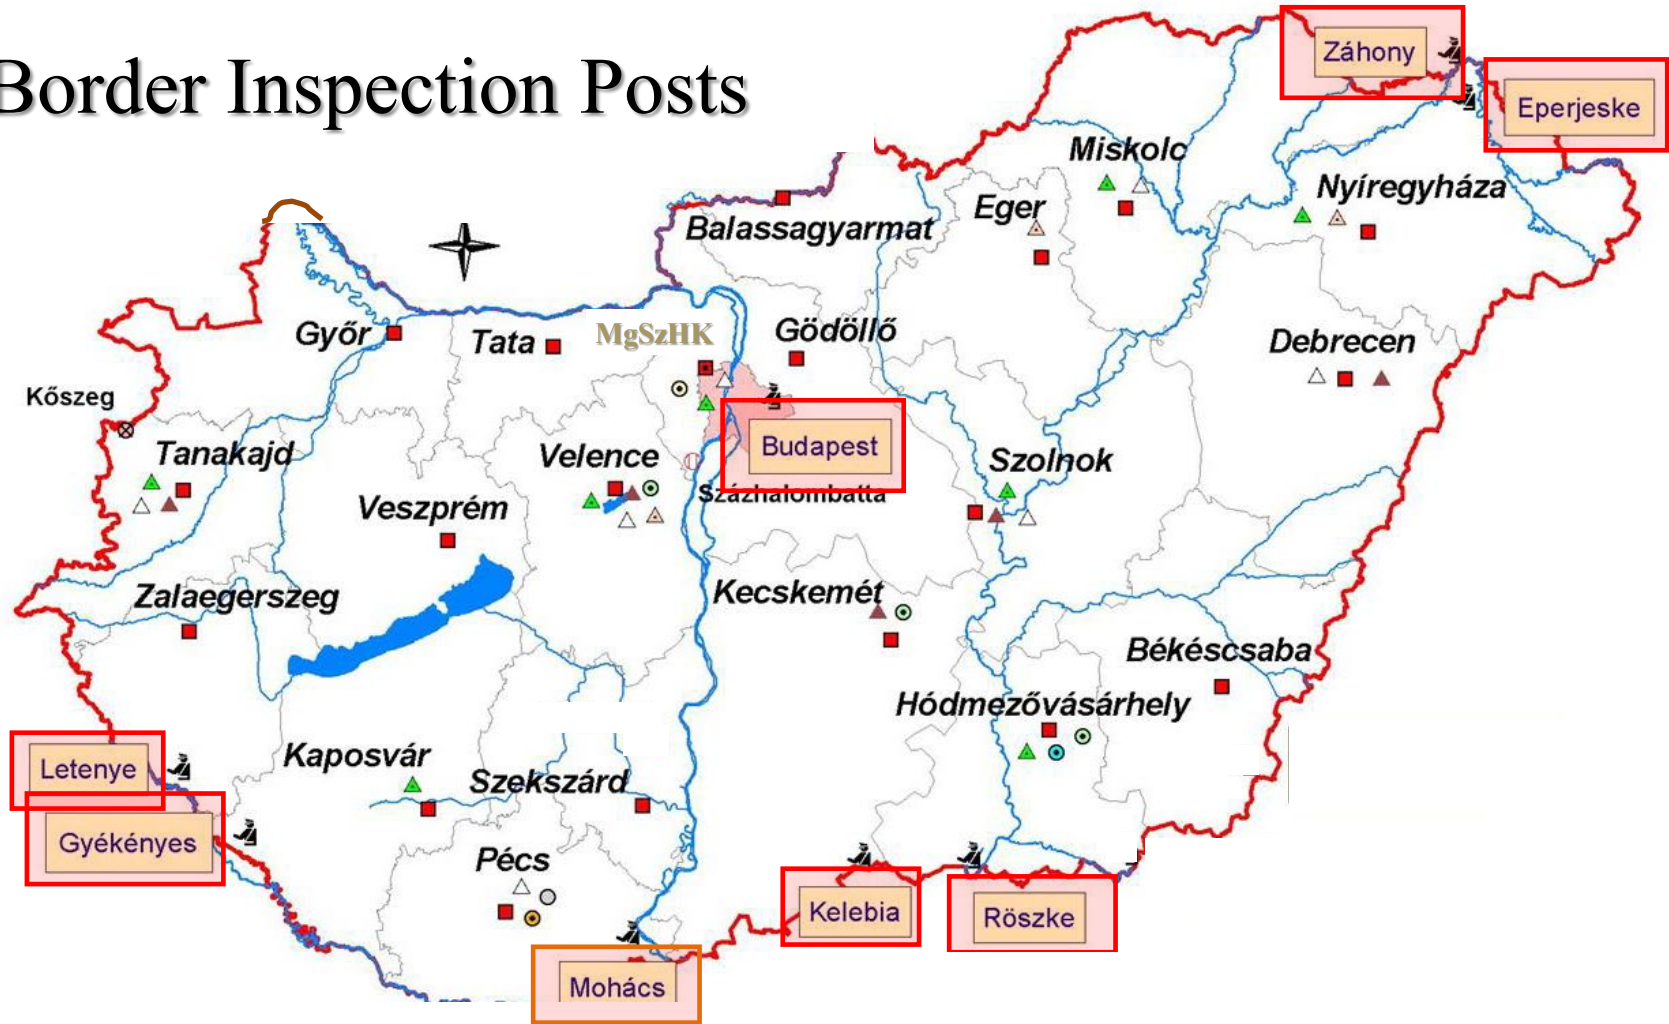 Border Inspection Posts
Záhony
Eperjeske
Miskolc
Nyíregyháza
Eger
Balassagyarmat
Győr
Tata
MgSzHK
Gödöllő
Debrecen
Kőszeg
Tanakajd
Velence
Budapest
Szolnok
Százhalombatta
Veszprém
Zalaegerszeg
Kecskemét
Békéscsaba
Hódmezővásárhely
Letenye
Kaposvár
Szekszárd
Gyékényes
Pécs
Kelebia
Röszke
Mohács